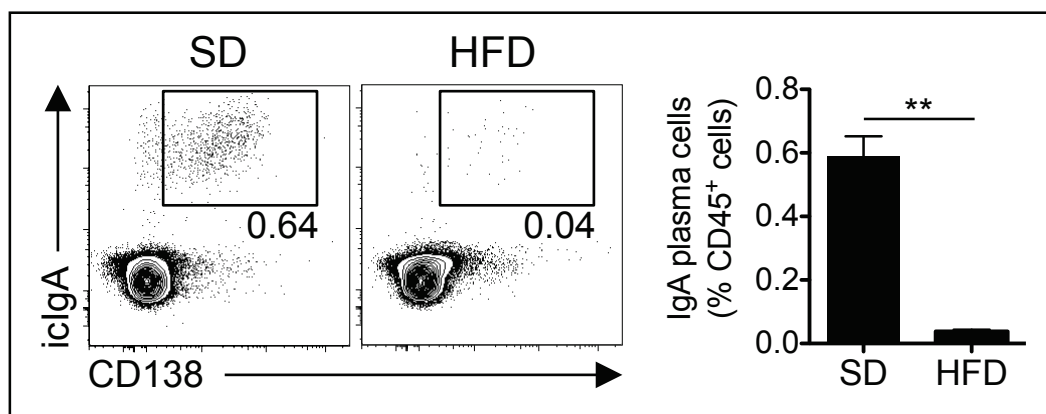 SD
HFD
0.64
0.04
icIgA
CD138
IgA plasma cells
(% CD45⁺ cells)
0.8
0.6
0.4
0.2
0.0
**
SD
HFD